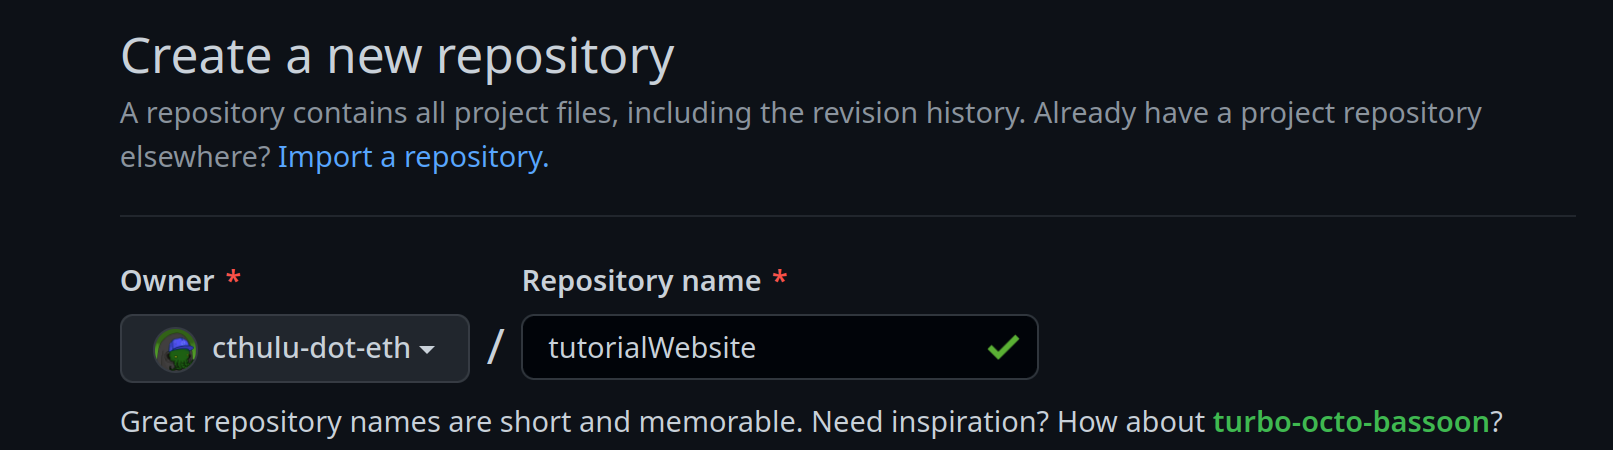 Create a new repository
A repository contains all project files, including the revision history. Already have a project repository
elsewhere? Import a repository.
Owner * Repository name *
cthulu-dot-eth / tutorialWebsite
Great repository names are short and memorable. Need inspiration? How about turbo-octo-bassoon?